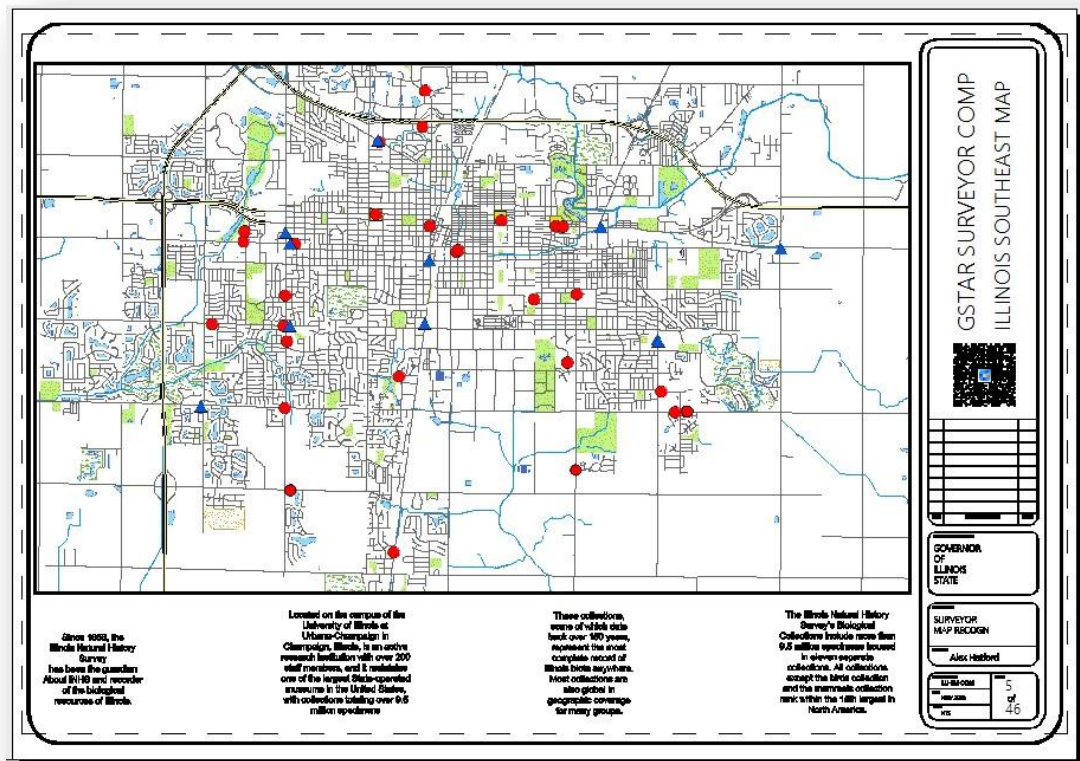 GSTAR SURVEYOR COMP
ILLINOIS SOUTHEAST MAP
GOVERNOR
OF
ILLINOIS
STATE
SURVEYOR
MAP RECOGN
Alex Hatford
5
of
46
Since 1858, the
Illinois Natural History
Survey
has been the guardian
About INHS and recorder
of the biological
resources of Illinois.
Located on the campus of the
University of Illinois at
Urbana-Champaign in
Champaign, Illinois, is an active
research institution with over 200
staff members, and it maintains
one of the largest State-operated
museums in the United States,
with collections totaling over 9.5
million specimens
These collections,
some of which date
back over 150 years,
represent the most
complete record of
Illinois biota anywhere.
Most collections are
also global in
geographic coverage
for many groups.
The Illinois Natural History
Survey's Biological
Collections include more than
9.5 million specimens housed
in eleven separate
collections. All collections
except the birds collection
and the mammals collection
rank within the largest in
North America.